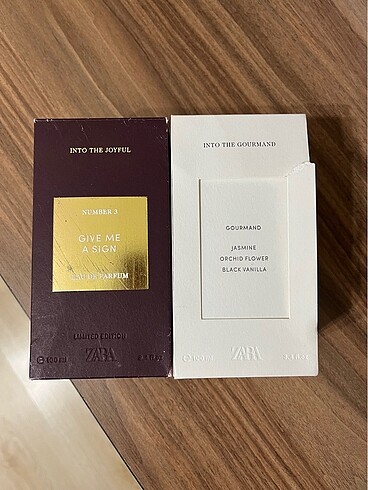 INTO THE JOYFUL
NUMBER 3
GIVE ME
A SIGN
EAU DE PARFUM
LIMITED EDITION
ZARA
INTO THE GOURMAND
GOURMAND
JASMINE
ORCHID FLOWER
BLACK VANILLA
ZARA